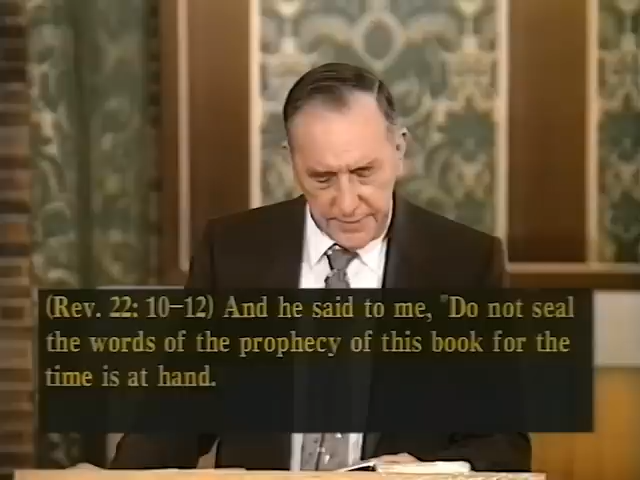 (Rev. 22: 10–12) And he said to me, "Do not seal
the words of the prophecy of this book for the
time is at hand.